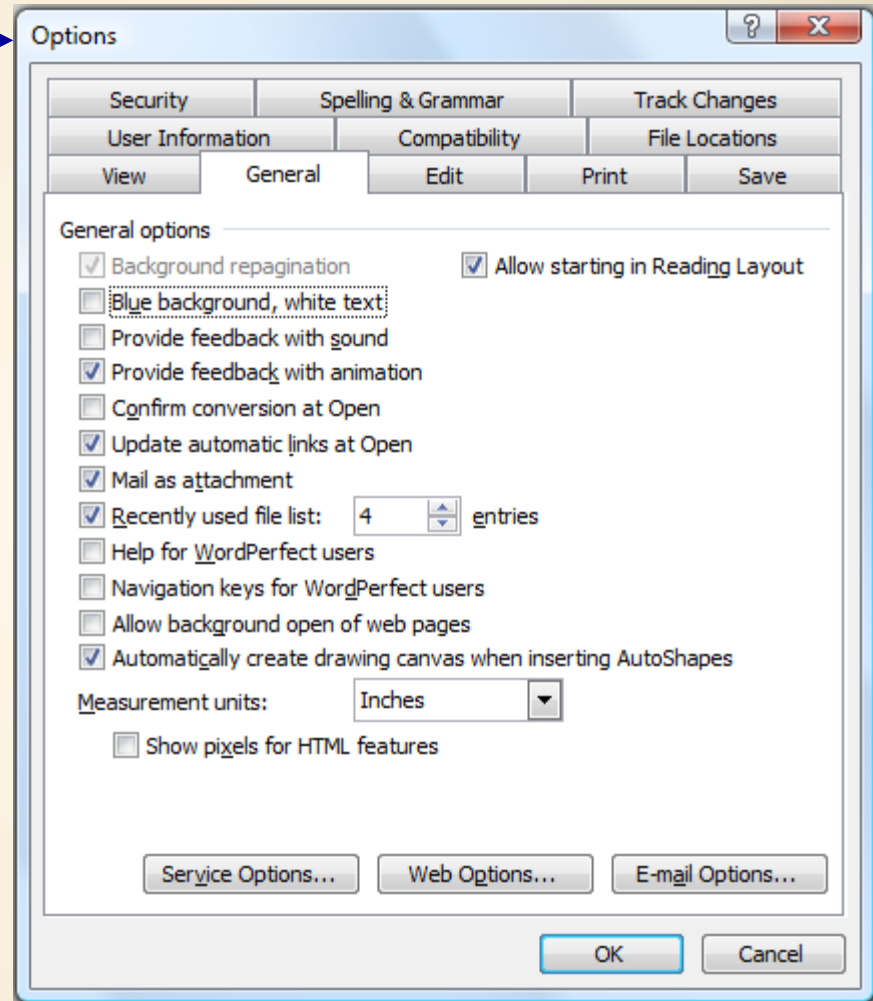 Options
Security Spelling & Grammar Track Changes
User Information Compatibility File Locations
View General Edit Print Save
General options
Background repagination Allow starting in Reading Layout
Blue background, white text
Provide feedback with sound
Provide feedback with animation
Confirm conversion at Open
Update automatic links at Open
Mail as attachment
Recently used file list: 4 entries
Help for WordPerfect users
Navigation keys for WordPerfect users
Allow background open of web pages
Automatically create drawing canvas when inserting AutoShapes
Measurement units: Inches
Show pixels for HTML features
Service Options... Web Options... E-mail Options...
OK Cancel